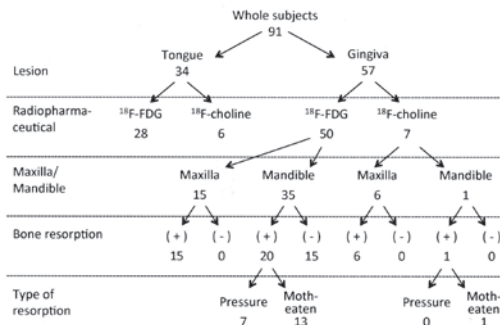 Whole subjects
91
Tongue Gingiva
Lesion 34 57
Radiopharma-
ceutical
¹⁸F-FDG ¹⁸F-choline ¹⁸F-FDG ¹⁸F-choline
28 6 50 7
Maxilla/
Mandible
Maxilla Mandible Maxilla Mandible
15 35 6 1
Bone resorption (+) (-) (+) (-) (+) (-) (+) (-)
15 0 20 15 6 0 1 0
Type of
resorption
Pressure Moth-
eaten
Pressure Moth-
eaten
7 13 0 1